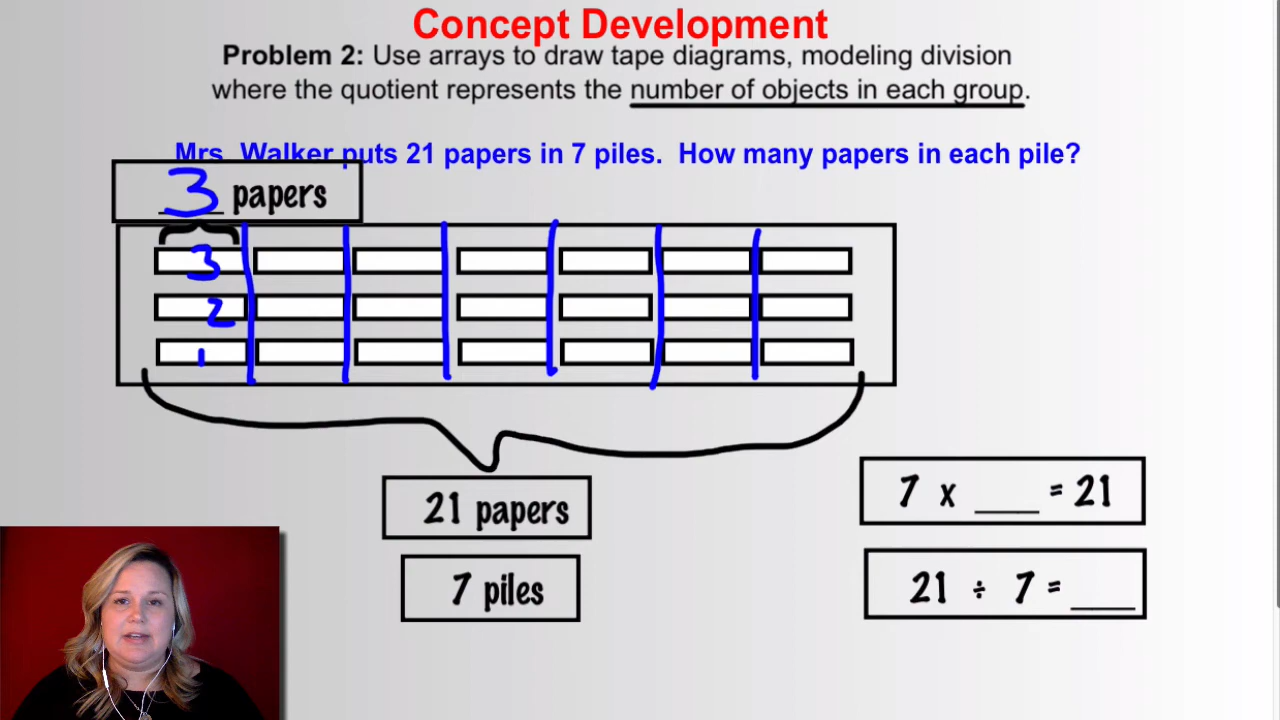 Concept Development
Problem 2: Use arrays to draw tape diagrams, modeling division
where the quotient represents the number of objects in each group.
Mrs. Walker puts 21 papers in 7 piles. How many papers in each pile?
3 papers
3
2
1
21 papers
7 piles
7 x ____ = 21
21 ÷ 7 = ____